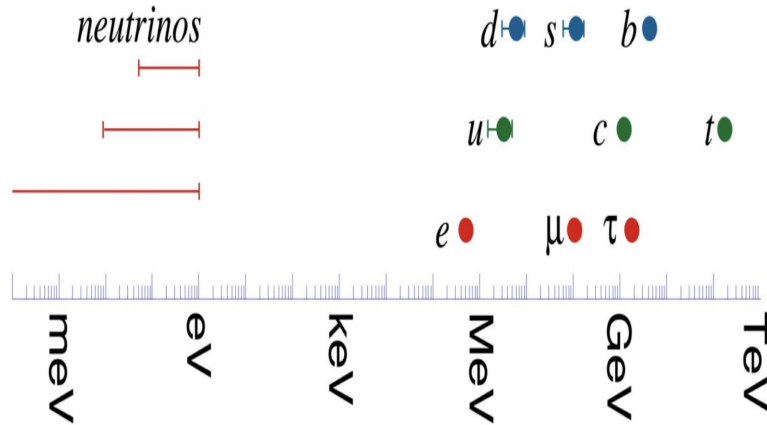 neutrinos d s b
u c t
e μ τ
meV eV keV MeV GeV TeV